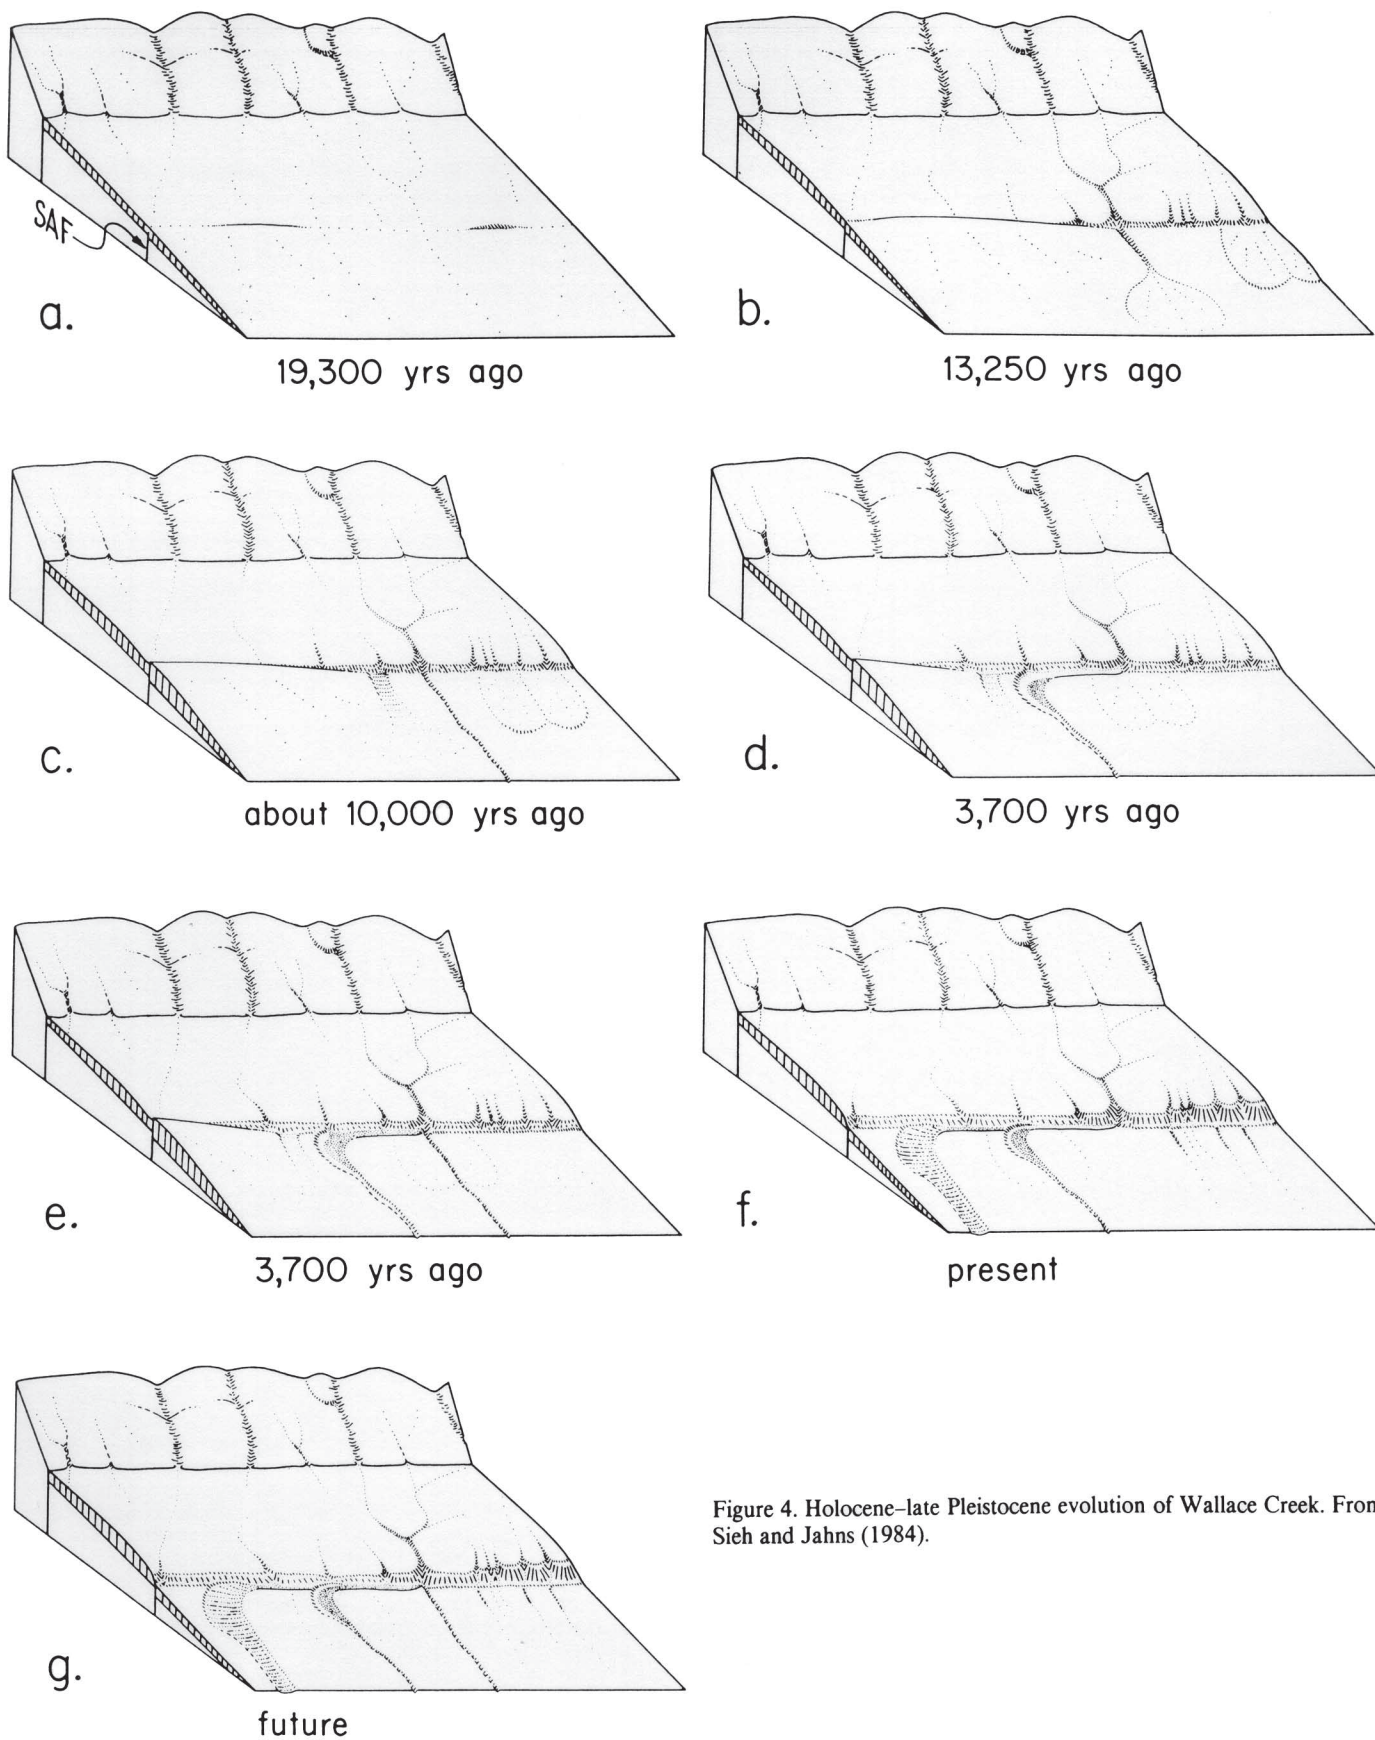 SAF
a.
19,300 yrs ago
b.
13,250 yrs ago
c.
about 10,000 yrs ago
d.
3,700 yrs ago
e.
3,700 yrs ago
f.
present
g.
future
Figure 4. Holocene–late Pleistocene evolution of Wallace Creek. From
Sieh and Jahns (1984).